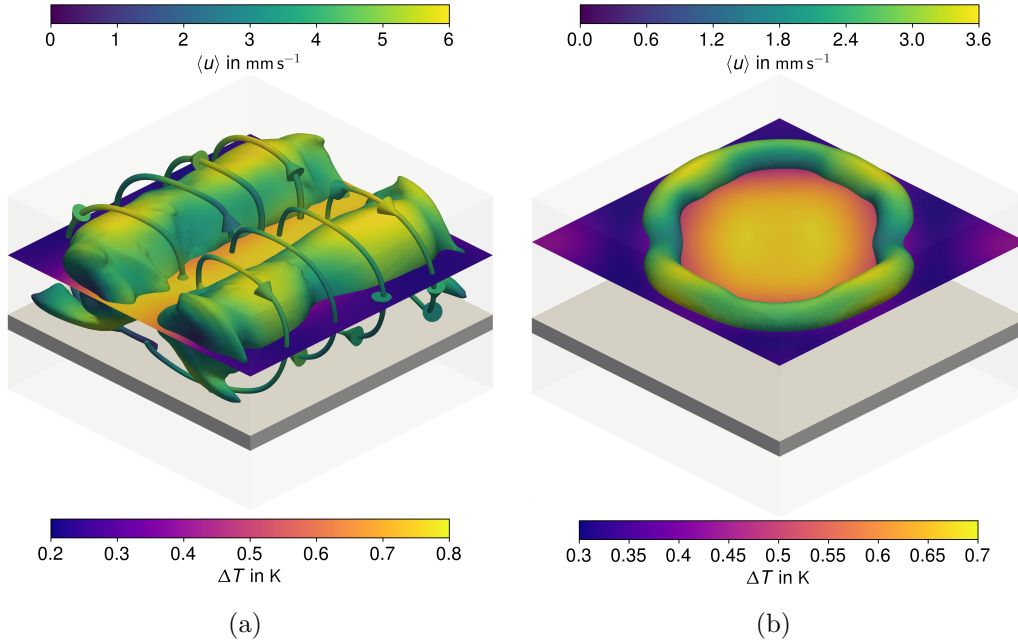 0 1 2 3 4 5 6
⟨u⟩ in mm s⁻¹
0.2 0.3 0.4 0.5 0.6 0.7 0.8
ΔT in K
(a)
0.0 0.6 1.2 1.8 2.4 3.0 3.6
⟨u⟩ in mm s⁻¹
0.3 0.35 0.4 0.45 0.5 0.55 0.6 0.65 0.7
ΔT in K
(b)